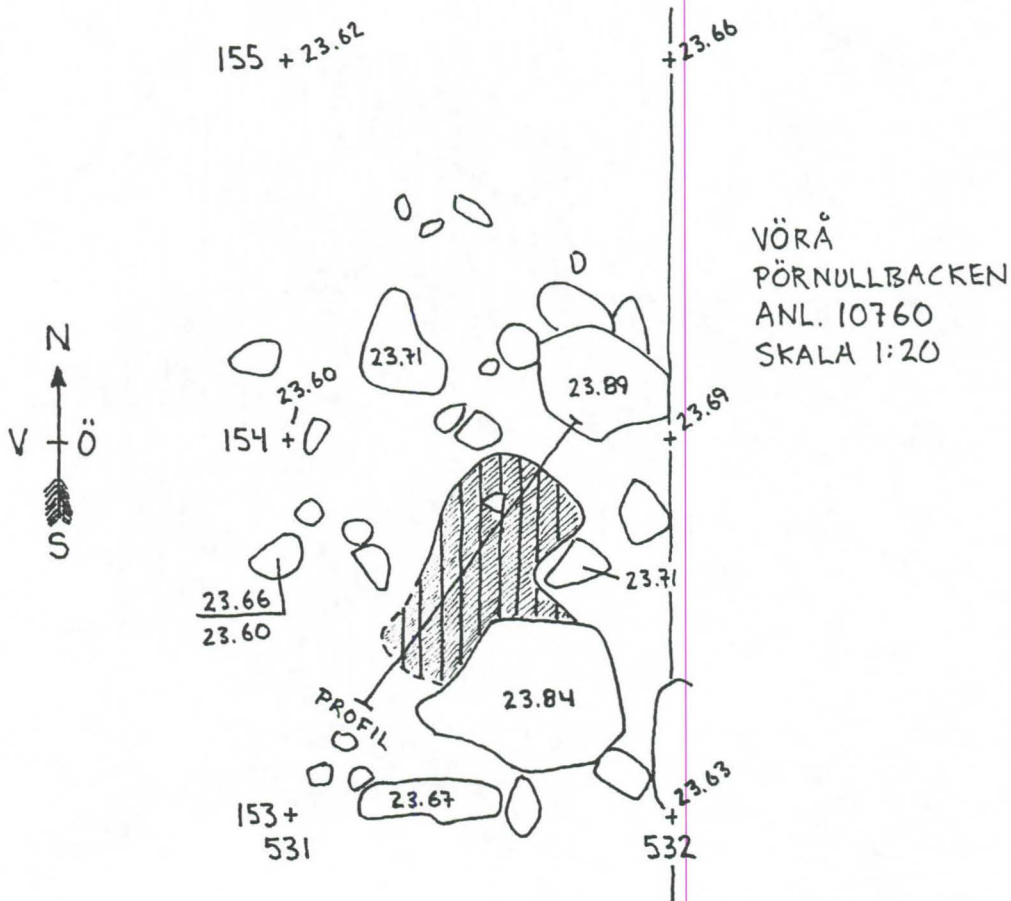 155 + 23.62
+ 23.66
VÖRÅ
PÖRNULLBACKEN
ANL. 10760
SKALA 1:20
D
N
V Ö
S
23.71
23.60
154 +
23.89
+ 23.69
23.71
23.66
23.60
PROFIL
23.84
23.67
153 +
531
+ 23.63
532